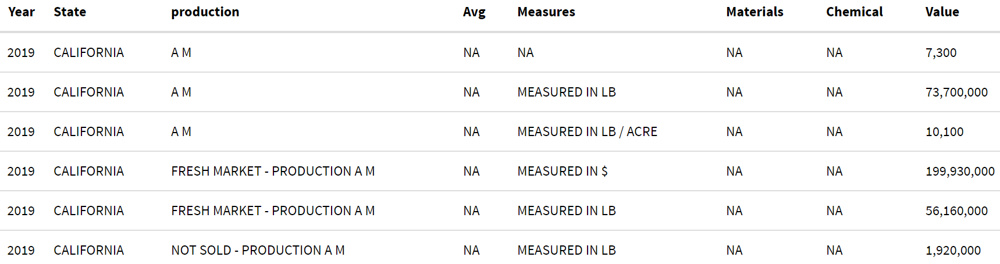 Year State production Avg Measures Materials Chemical Value
2019 CALIFORNIA A M NA NA NA NA 7,300
2019 CALIFORNIA A M NA MEASURED IN LB NA NA 73,700,000
2019 CALIFORNIA A M NA MEASURED IN LB / ACRE NA NA 10,100
2019 CALIFORNIA FRESH MARKET - PRODUCTION A M NA MEASURED IN $ NA NA 199,930,000
2019 CALIFORNIA FRESH MARKET - PRODUCTION A M NA MEASURED IN LB NA NA 56,160,000
2019 CALIFORNIA NOT SOLD - PRODUCTION A M NA MEASURED IN LB NA NA 1,920,000